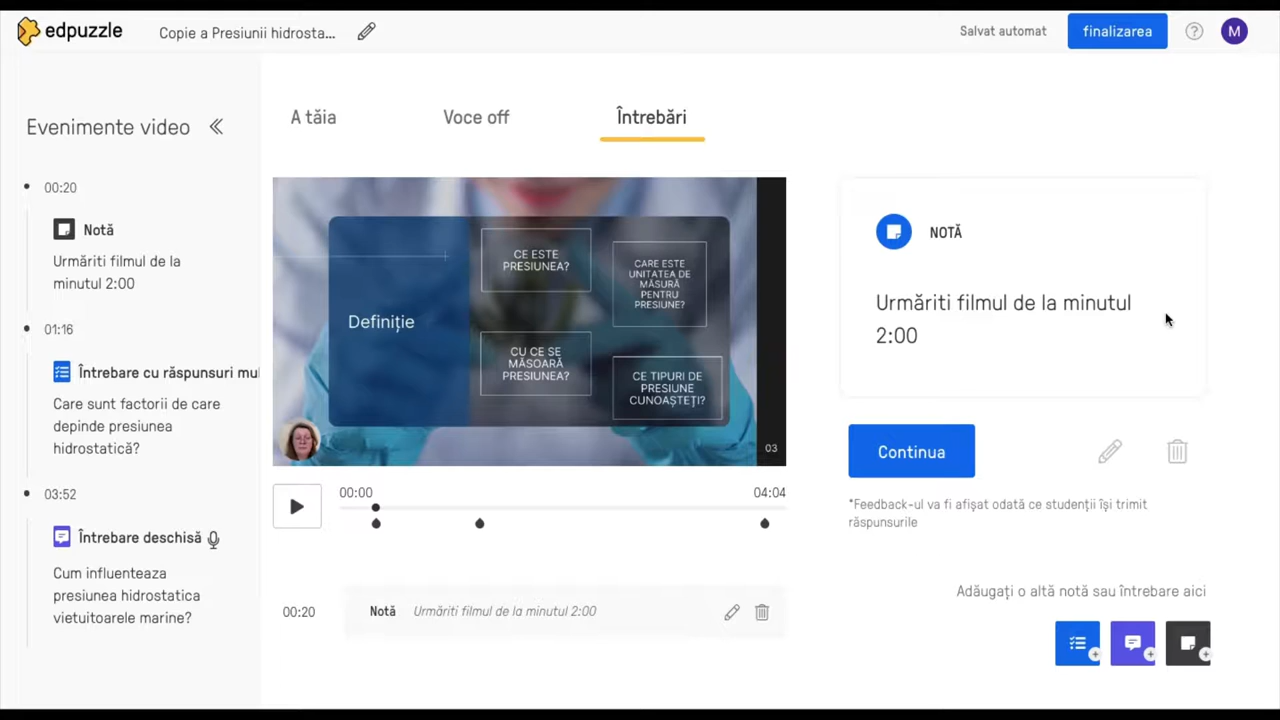 edpuzzle
Copie a Presiunii hidrosta...
Salvat automat
finalizarea
?
M
Evenimente video
A tăia
Voce off
Întrebări
00:20
Notă
Urmăriti filmul de la
minutul 2:00
01:16
Întrebare cu răspunsuri mul
Care sunt factorii de care
depinde presiunea
hidrostatică?
03:52
Întrebare deschisă
Cum influenteaza
presiunea hidrostatica
vietuitoarele marine?
Definiție
CE ESTE
PRESIUNEA?
CARE ESTE
UNITATEA DE
MĂSURĂ
PENTRU
PRESIUNE?
CU CE SE
MĂSOARĂ
PRESIUNEA?
CE TIPURI DE
PRESIUNE
CUNOAȘTEȚI?
03
00:00
04:04
00:20
Notă
Urmăriti filmul de la minutul 2:00
NOTĂ
Urmăriti filmul de la minutul
2:00
Continua
*Feedback-ul va fi afișat odată ce studenții își trimit
răspunsurile
Adăugați o altă notă sau întrebare aici